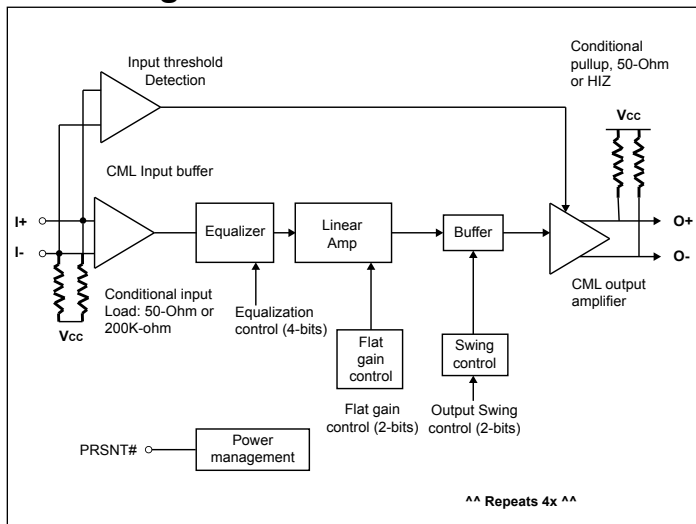 Input threshold
Detection
Conditional
pullup, 50-Ohm
or HIZ
Vcc
CML Input buffer
I+
I-
Equalizer
Linear
Amp
Buffer
O+
O-
CML output
amplifier
Vcc
Conditional input
Load: 50-Ohm or
200K-ohm
Equalization
control (4-bits)
Flat
gain
control
Swing
control
Flat gain
control (2-bits)
Output Swing
control (2-bits)
PRSNT#
Power
management
^^ Repeats 4x ^^